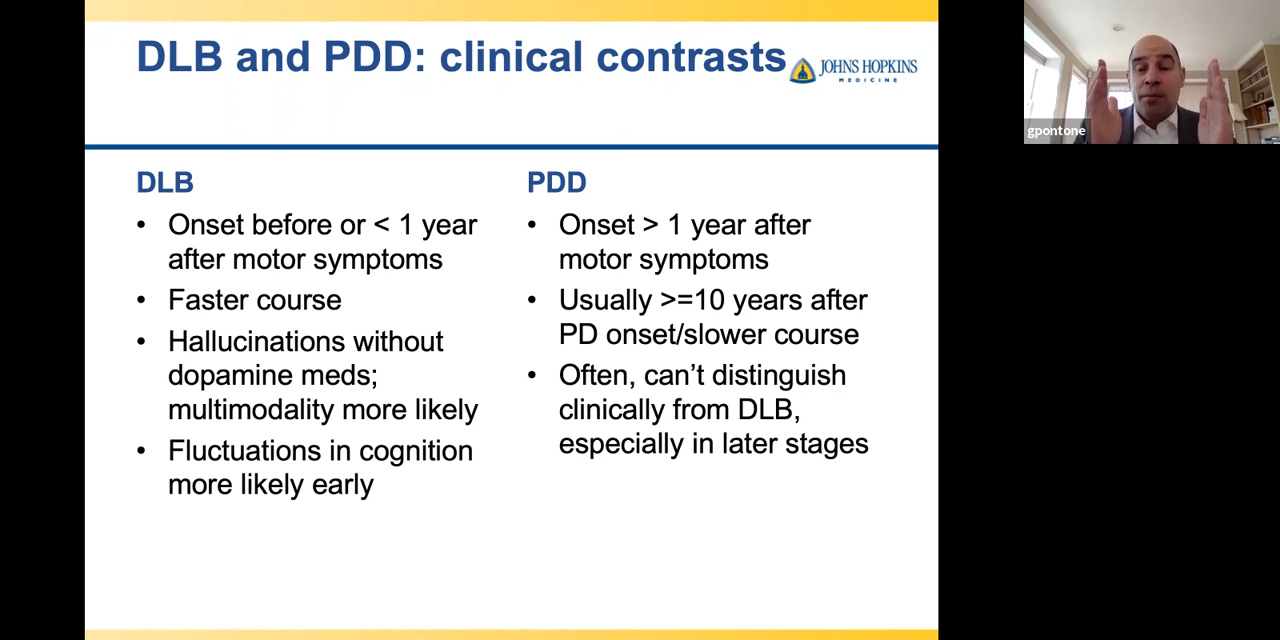 DLB and PDD: clinical contrasts
JOHNS HOPKINS
MEDICINE
gpontone
DLB
• Onset before or < 1 year
after motor symptoms
• Faster course
• Hallucinations without
dopamine meds;
multimodality more likely
• Fluctuations in cognition
more likely early
PDD
• Onset > 1 year after
motor symptoms
• Usually >=10 years after
PD onset/slower course
• Often, can’t distinguish
clinically from DLB,
especially in later stages